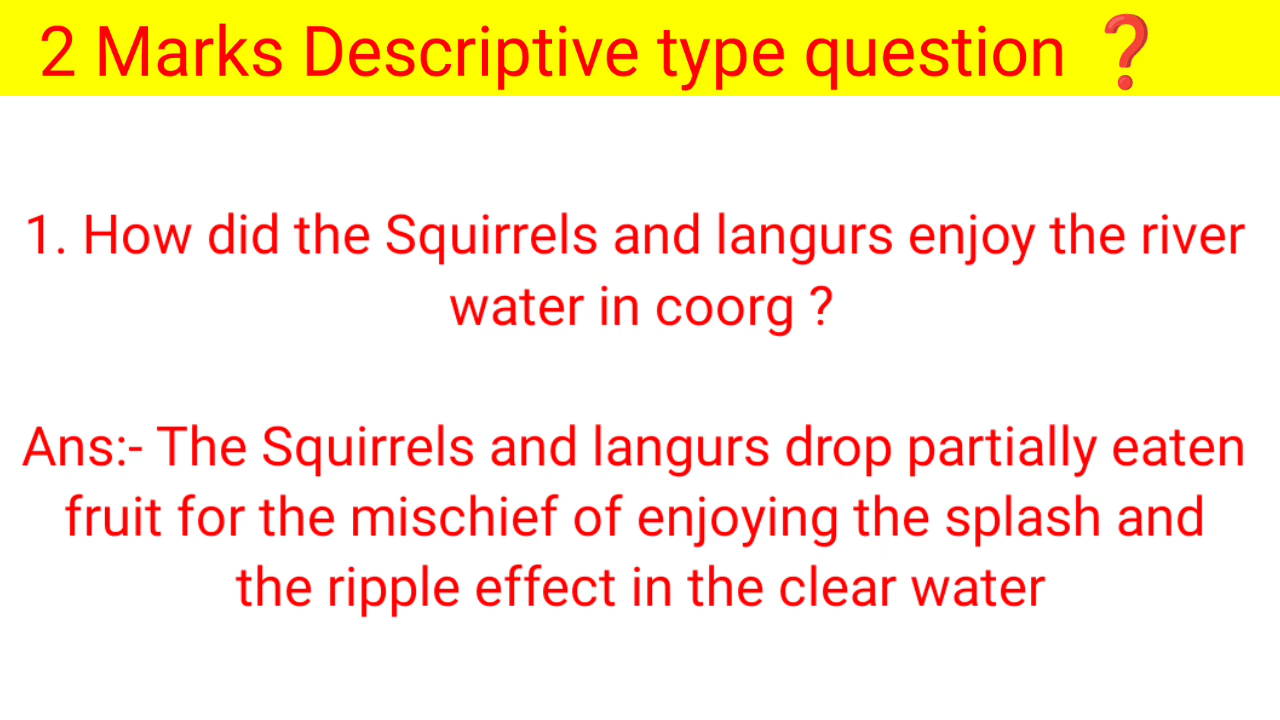 2 Marks Descriptive type question ❓
1. How did the Squirrels and langurs enjoy the river
water in coorg ?
Ans:- The Squirrels and langurs drop partially eaten
fruit for the mischief of enjoying the splash and
the ripple effect in the clear water